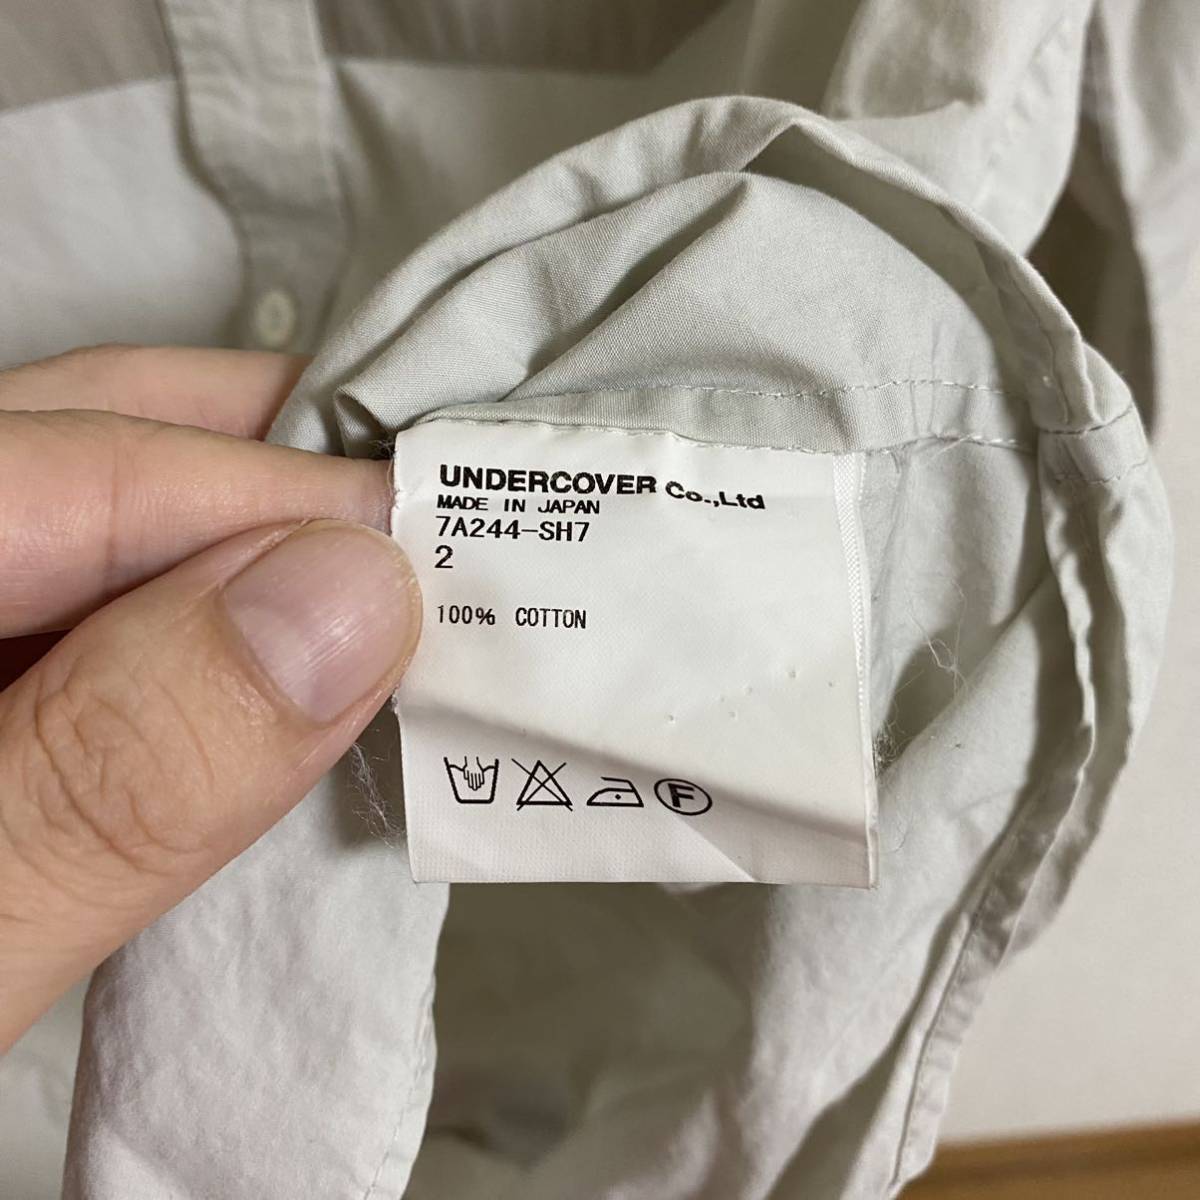 UNDERCOVER Co.,Ltd
MADE IN JAPAN
7A244-SH7
2
100% COTTON
F